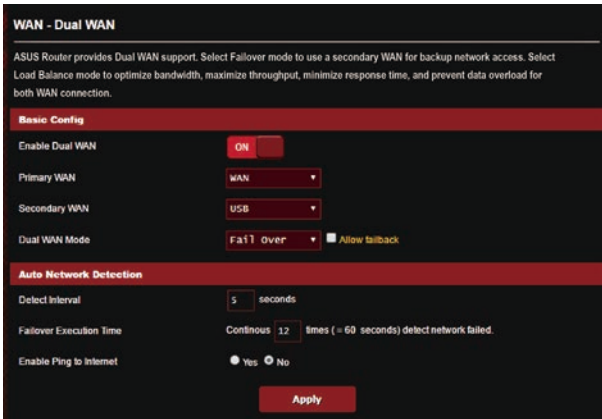 WAN - Dual WAN
ASUS Router provides Dual WAN support. Select Failover mode to use a secondary WAN for backup network access. Select
Load Balance mode to optimize bandwidth, maximize throughput, minimize response time, and prevent data overload for
both WAN connection.
Basic Config
Enable Dual WAN ON
Primary WAN WAN
Secondary WAN USB
Dual WAN Mode Fail Over Allow failback
Auto Network Detection
Detect Interval 5 seconds
Failover Execution Time Continous 12 times ( = 60 seconds) detect network failed.
Enable Ping to Internet Yes No
Apply